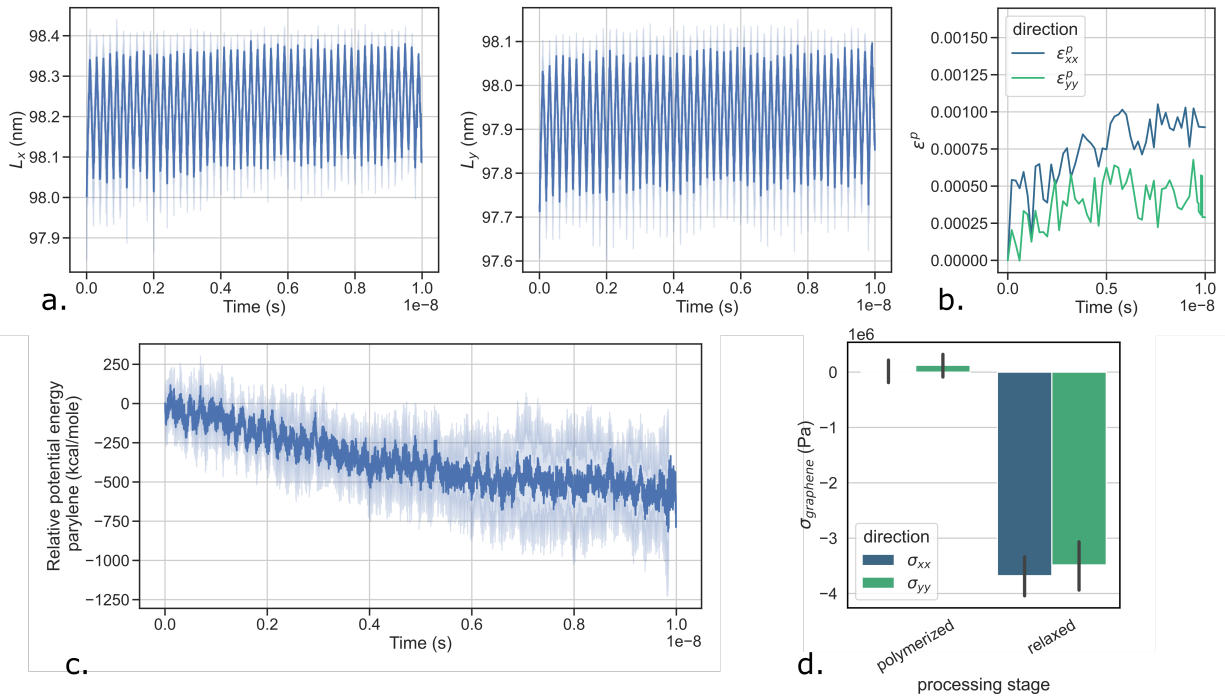 98.4
98.3
98.2
98.1
98.0
97.9
Lx (nm)
0.0 0.2 0.4 0.6 0.8 1.0
Time (s)
1e−8
a.
98.1
98.0
97.9
97.8
97.7
97.6
Ly (nm)
0.0 0.2 0.4 0.6 0.8 1.0
Time (s)
1e−8
0.00150
0.00125
0.00100
0.00075
0.00050
0.00025
0.00000
ε^p
direction
ε^p_xx
ε^p_yy
0.0 0.5 1.0
Time (s)
1e−8
b.
250
0
−250
−500
−750
−1000
−1250
Relative potential energy
parylene (kcal/mole)
0.0 0.2 0.4 0.6 0.8 1.0
Time (s)
1e−8
c.
1e6
0
−1
−2
−3
−4
σ_graphene (Pa)
direction
σ_xx
σ_yy
polymerized
relaxed
processing stage
d.